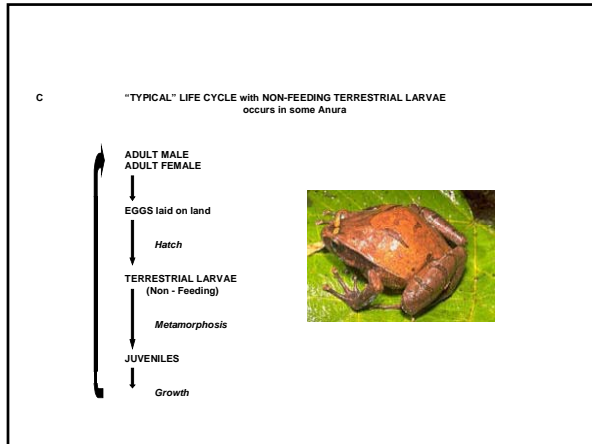 C
“TYPICAL” LIFE CYCLE with NON-FEEDING TERRESTRIAL LARVAE
occurs in some Anura
ADULT MALE
ADULT FEMALE
EGGS laid on land
Hatch
TERRESTRIAL LARVAE
(Non - Feeding)
Metamorphosis
JUVENILES
Growth